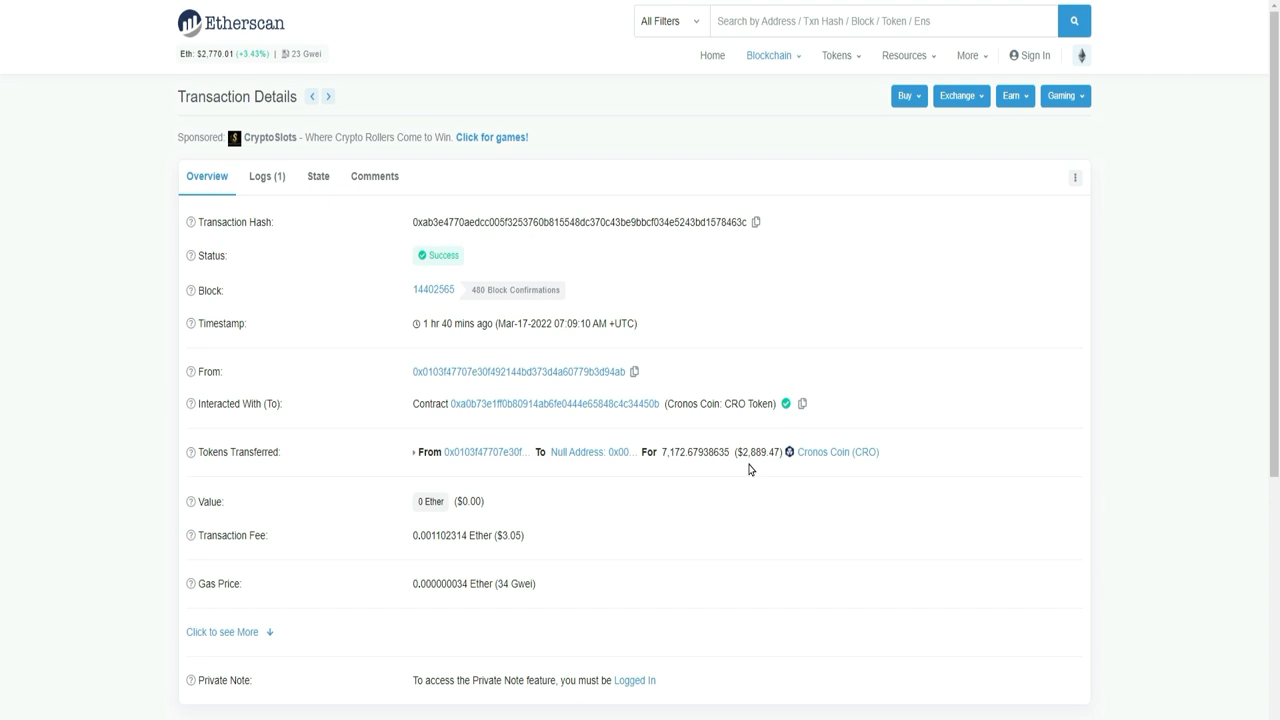 Etherscan
All Filters
Search by Address / Txn Hash / Block / Token / Ens
Eth: $2,770.01 (+3.43%) | 23 Gwei
Home Blockchain Tokens Resources More Sign In
Transaction Details
Buy Exchange Earn Gaming
Sponsored: $ CryptoSlots - Where Crypto Rollers Come to Win. Click for games!
Overview Logs (1) State Comments
Transaction Hash: 0xab3e4770aedcc005f3253760b815548dc370c43be9bbcf034e5243bd1578463c
Status: Success
Block: 14402565 480 Block Confirmations
Timestamp: 1 hr 40 mins ago (Mar-17-2022 07:09:10 AM +UTC)
From: 0x0103f47707e30f492144bd373d4a60779b3d94ab
Interacted With (To): Contract 0xa0b73e1ff0b80914ab6fe0444e65848c4c34450b (Cronos Coin: CRO Token)
Tokens Transferred: From 0x0103f47707e30f... To Null Address: 0x00... For 7,172.67938635 ($2,889.47) Cronos Coin (CRO)
Value: 0 Ether ($0.00)
Transaction Fee: 0.001102314 Ether ($3.05)
Gas Price: 0.000000034 Ether (34 Gwei)
Click to see More
Private Note: To access the Private Note feature, you must be Logged In